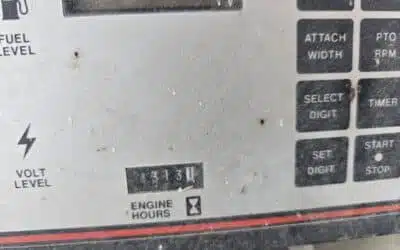 FUEL
LEVEL
ATTACH
WIDTH
PTO
RPM
SELECT
DIGIT
TIMER
VOLT
LEVEL
SET
DIGIT
START
STOP
ENGINE
HOURS